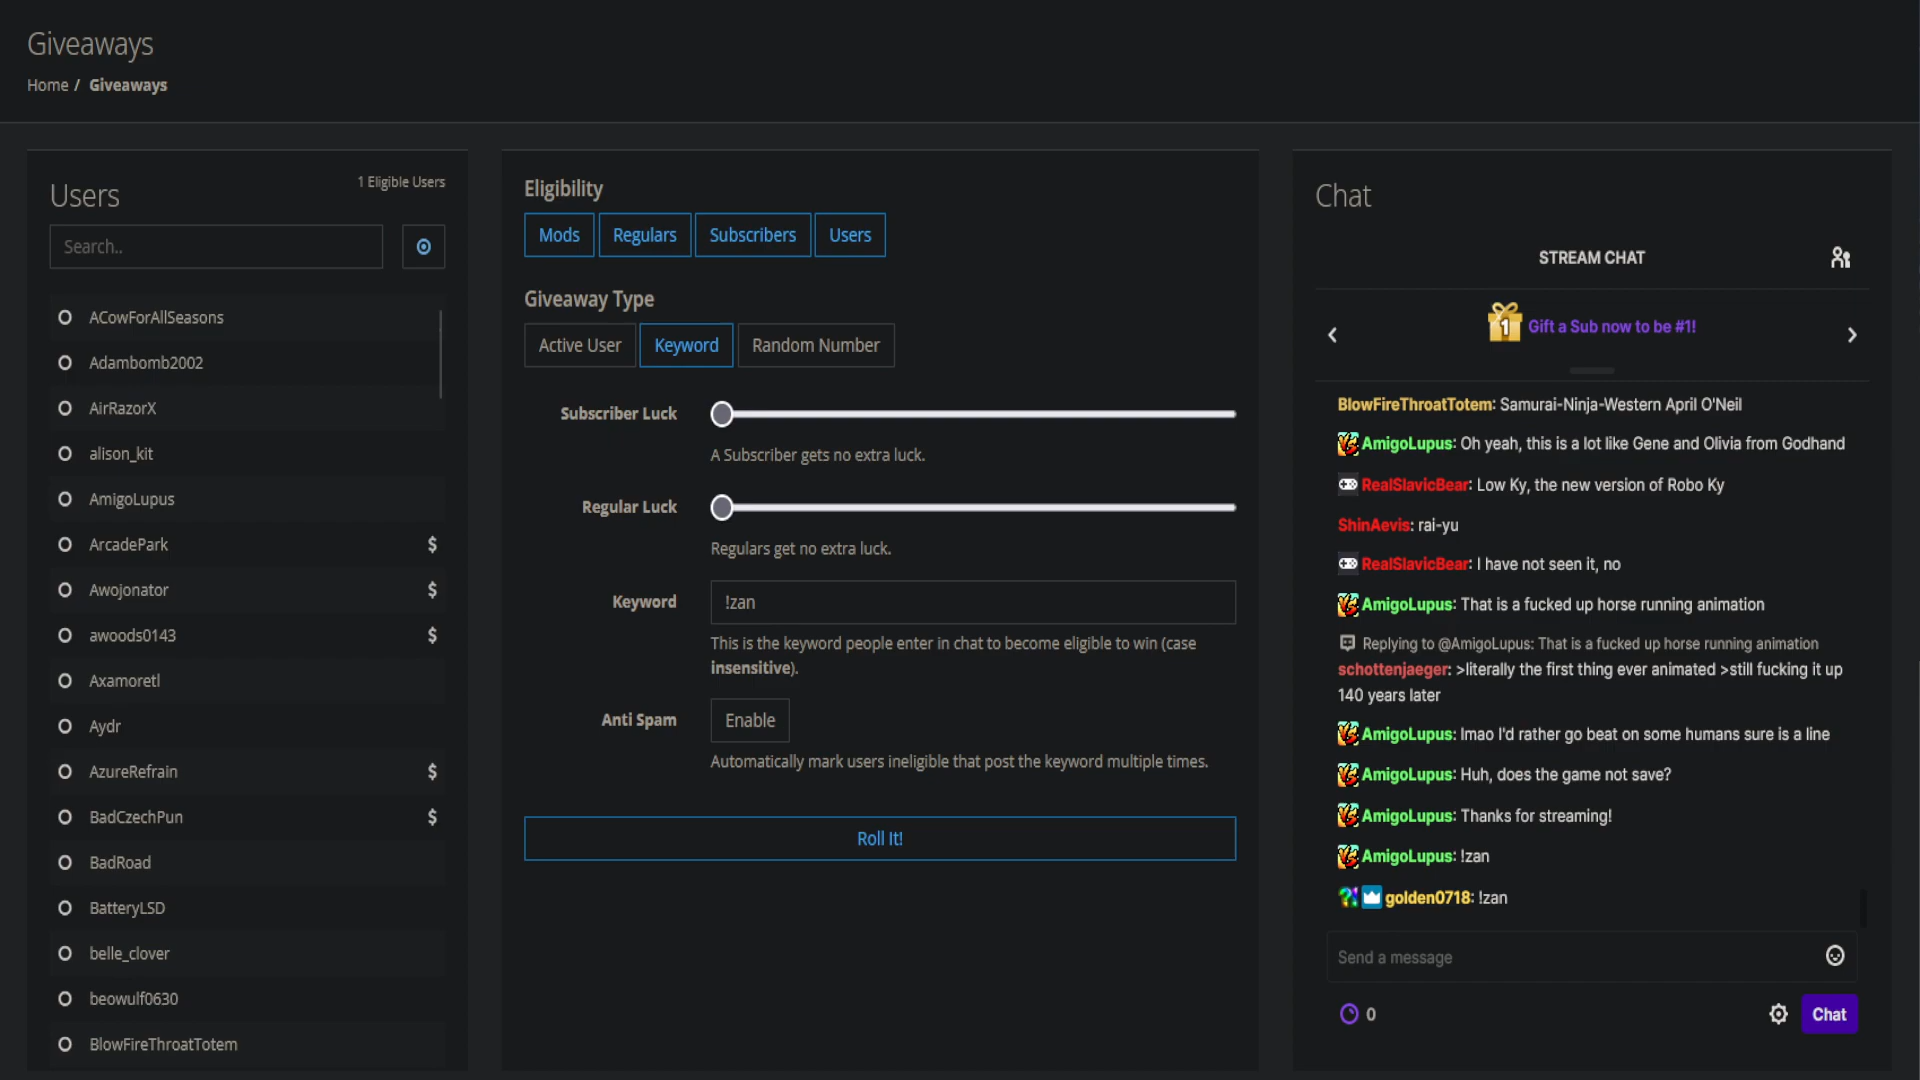 Giveaways
Home / Giveaways
Users
1 Eligible Users
Search..
ACowForAllSeasons
Adambomb2002
AirRazorX
alison_kit
AmigoLupus
ArcadePark $
Awojonator $
awoods0143 $
Axamoretl
Aydr
AzureRefrain $
BadCzechPun $
BadRoad
BatteryLSD
belle_clover
beowulf0630
BlowFireThroatTotem
Eligibility
Mods Regulars Subscribers Users
Giveaway Type
Active User Keyword Random Number
Subscriber Luck
A Subscriber gets no extra luck.
Regular Luck
Regulars get no extra luck.
Keyword !zan
This is the keyword people enter in chat to become eligible to win (case
insensitive).
Anti Spam Enable
Automatically mark users ineligible that post the keyword multiple times.
Roll It!
Chat
STREAM CHAT
1 Gift a Sub now to be #1!
BlowFireThroatTotem: Samurai-Ninja-Western April O'Neil
AmigoLupus: Oh yeah, this is a lot like Gene and Olivia from Godhand
RealSlavicBear: Low Ky, the new version of Robo Ky
ShinAevis: rai-yu
RealSlavicBear: I have not seen it, no
AmigoLupus: That is a fucked up horse running animation
Replying to @AmigoLupus: That is a fucked up horse running animation
schottenjaeger: >literally the first thing ever animated >still fucking it up
140 years later
AmigoLupus: lmao I'd rather go beat on some humans sure is a line
AmigoLupus: Huh, does the game not save?
AmigoLupus: Thanks for streaming!
AmigoLupus: !zan
golden0718: !zan
Send a message
0
Chat